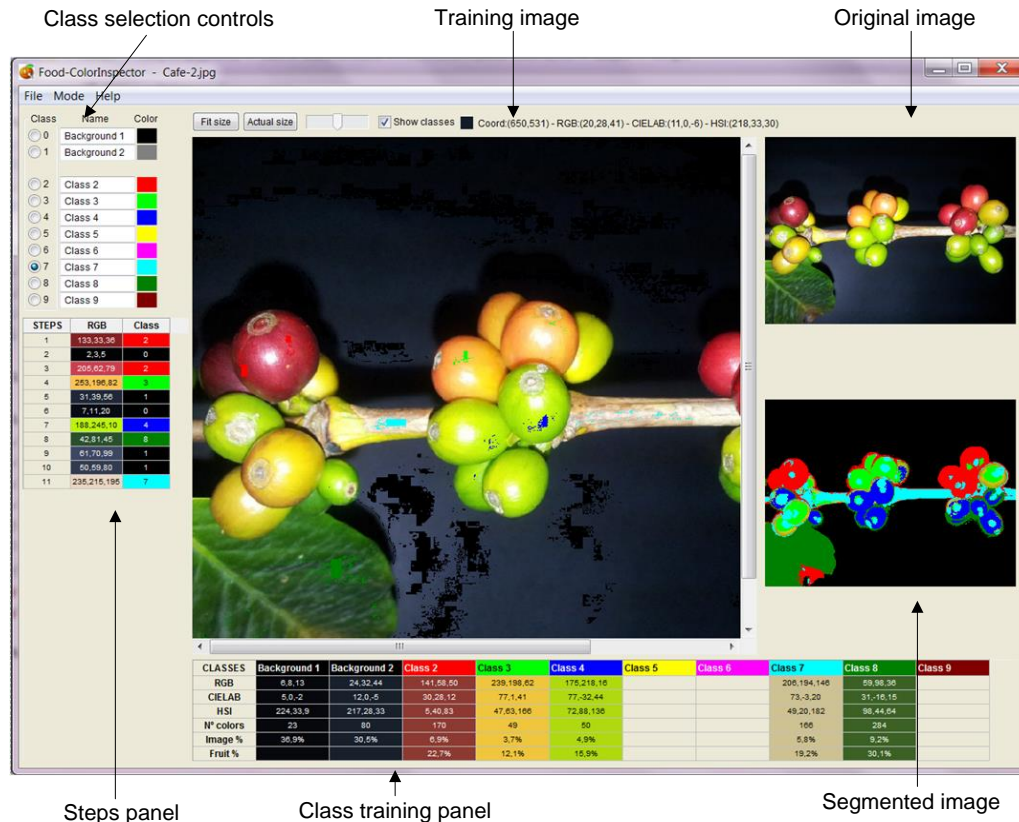 Class selection controls
Training image
Original image
Food-ColorInspector - Cafe-2.jpg
File Mode Help
Class Name Color
0 Background 1
1 Background 2
2 Class 2
3 Class 3
4 Class 4
5 Class 5
6 Class 6
7 Class 7
8 Class 8
9 Class 9
Fit size Actual size Show classes Coord:(650,531) - RGB:(20,28,41) - CIELAB:(11,0,-6) - HSI:(218,33,30)
STEPS RGB Class
1 133,33,36 2
2 2,3,5 0
3 205,62,79 2
4 253,196,82 3
5 31,39,56 1
6 7,11,20 0
7 188,245,10 4
8 42,81,45 8
9 61,70,99 1
10 50,59,80 1
11 235,215,195 7
CLASSES Background 1 Background 2 Class 2 Class 3 Class 4 Class 5 Class 6 Class 7 Class 8 Class 9
RGB 6,8,13 24,32,44 141,58,50 239,198,62 175,218,16 206,194,146 59,98,36
CIELAB 5,0,-2 12,0,-5 30,28,12 77,1,41 77,-32,44 73,-3,20 31,-16,15
HSI 224,33,9 217,28,33 5,40,83 47,63,166 72,88,136 49,20,182 98,44,64
Nº colors 23 80 170 49 50 166 284
Image % 36,9% 30,5% 6,9% 3,7% 4,9% 5,8% 9,2%
Fruit % 22,7% 12,1% 15,9% 19,2% 30,1%
Steps panel
Class training panel
Segmented image